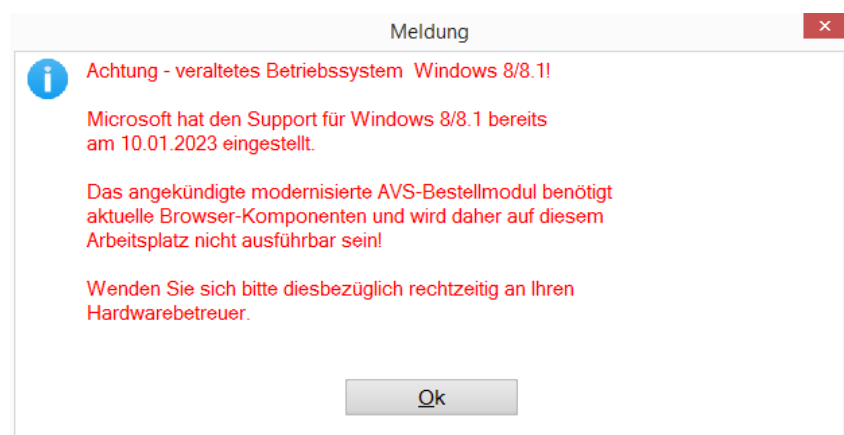 Meldung
Achtung - veraltetes Betriebssystem  Windows 8/8.1!
Microsoft hat den Support für Windows 8/8.1 bereits
am 10.01.2023 eingestellt.
Das angekündigte modernisierte AVS-Bestellmodul benötigt
aktuelle Browser-Komponenten und wird daher auf diesem
Arbeitsplatz nicht ausführbar sein!
Wenden Sie sich bitte diesbezüglich rechtzeitig an Ihren
Hardwarebetreuer.
Ok